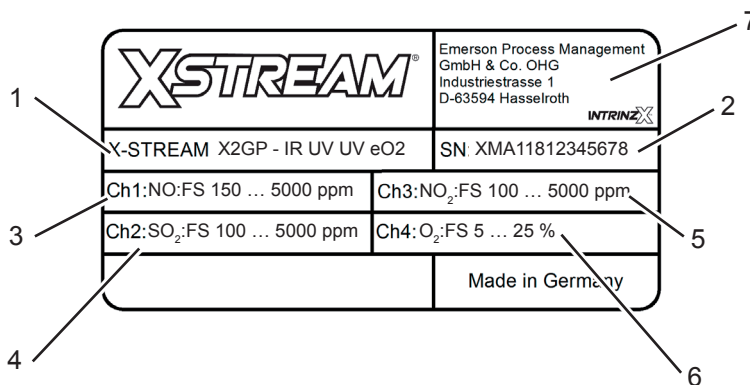 XSTREAM®
Emerson Process Management
GmbH & Co. OHG
Industriestrasse 1
D-63594 Hasselroth
INTRINZX
7
1
X-STREAM X2GP - IR UV UV eO2
SN: XMA11812345678
2
Ch1:NO:FS 150 … 5000 ppm
Ch3:NO₂:FS 100 … 5000 ppm
3
Ch2:SO₂:FS 100 … 5000 ppm
Ch4:O₂:FS 5 … 25 %
5
Made in Germany
4
6